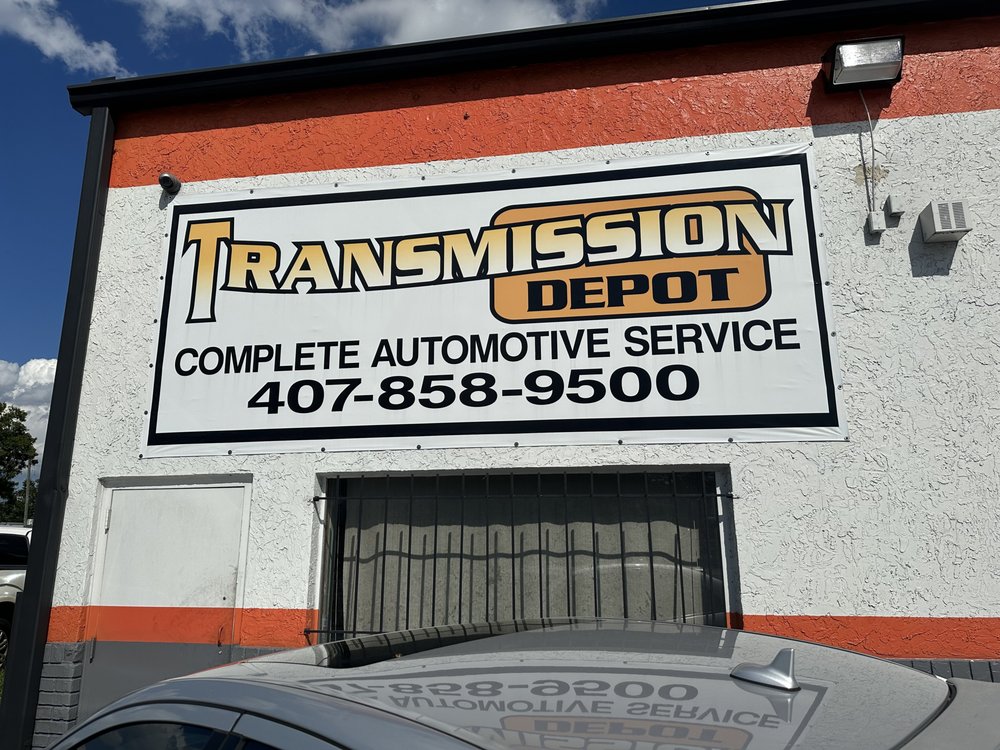 TRANSMISSION
DEPOT
COMPLETE AUTOMOTIVE SERVICE
407-858-9500